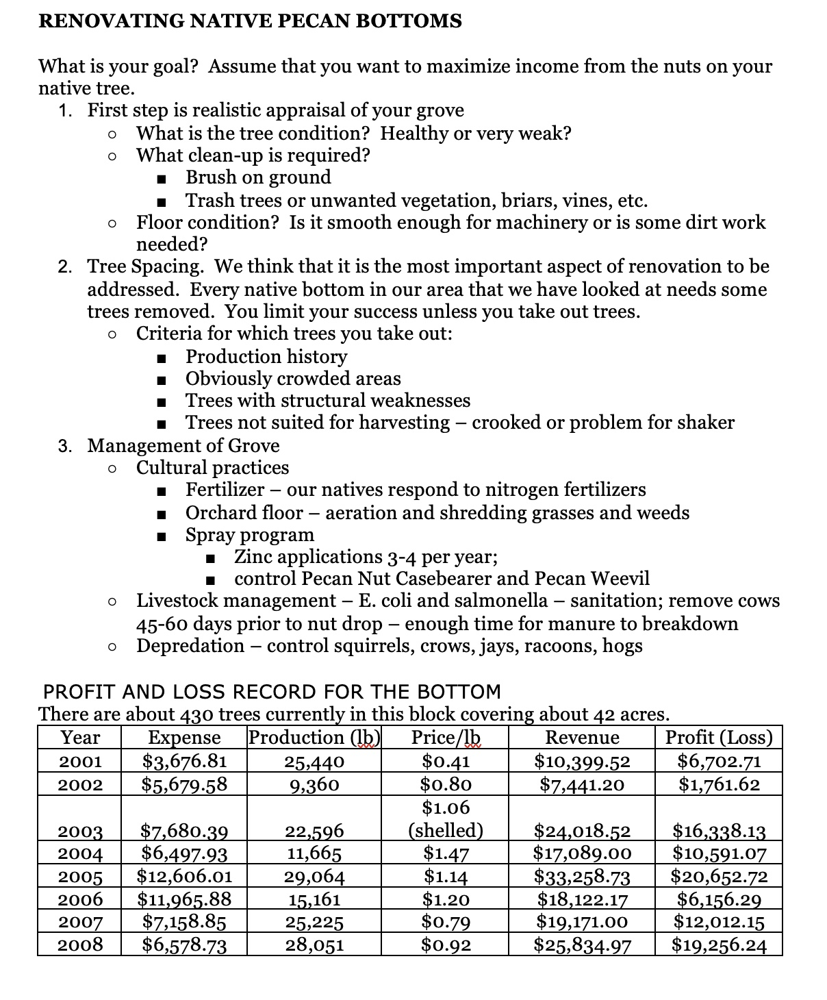 RENOVATING NATIVE PECAN BOTTOMS
What is your goal?  Assume that you want to maximize income from the nuts on your
native tree.
1. First step is realistic appraisal of your grove
○ What is the tree condition?  Healthy or very weak?
○ What clean-up is required?
■ Brush on ground
■ Trash trees or unwanted vegetation, briars, vines, etc.
○ Floor condition?  Is it smooth enough for machinery or is some dirt work
needed?
2. Tree Spacing.  We think that it is the most important aspect of renovation to be
addressed.  Every native bottom in our area that we have looked at needs some
trees removed.  You limit your success unless you take out trees.
○ Criteria for which trees you take out:
■ Production history
■ Obviously crowded areas
■ Trees with structural weaknesses
■ Trees not suited for harvesting – crooked or problem for shaker
3. Management of Grove
○ Cultural practices
■ Fertilizer – our natives respond to nitrogen fertilizers
■ Orchard floor – aeration and shredding grasses and weeds
■ Spray program
■ Zinc applications 3-4 per year;
■ control Pecan Nut Casebearer and Pecan Weevil
○ Livestock management – E. coli and salmonella – sanitation; remove cows
45-60 days prior to nut drop – enough time for manure to breakdown
○ Depredation – control squirrels, crows, jays, racoons, hogs
PROFIT AND LOSS RECORD FOR THE BOTTOM
There are about 430 trees currently in this block covering about 42 acres.
Year Expense Production (lb) Price/lb Revenue Profit (Loss)
2001 $3,676.81 25,440 $0.41 $10,399.52 $6,702.71
2002 $5,679.58 9,360 $0.80 $7,441.20 $1,761.62
$1.06
2003 $7,680.39 22,596 (shelled) $24,018.52 $16,338.13
2004 $6,497.93 11,665 $1.47 $17,089.00 $10,591.07
2005 $12,606.01 29,064 $1.14 $33,258.73 $20,652.72
2006 $11,965.88 15,161 $1.20 $18,122.17 $6,156.29
2007 $7,158.85 25,225 $0.79 $19,171.00 $12,012.15
2008 $6,578.73 28,051 $0.92 $25,834.97 $19,256.24